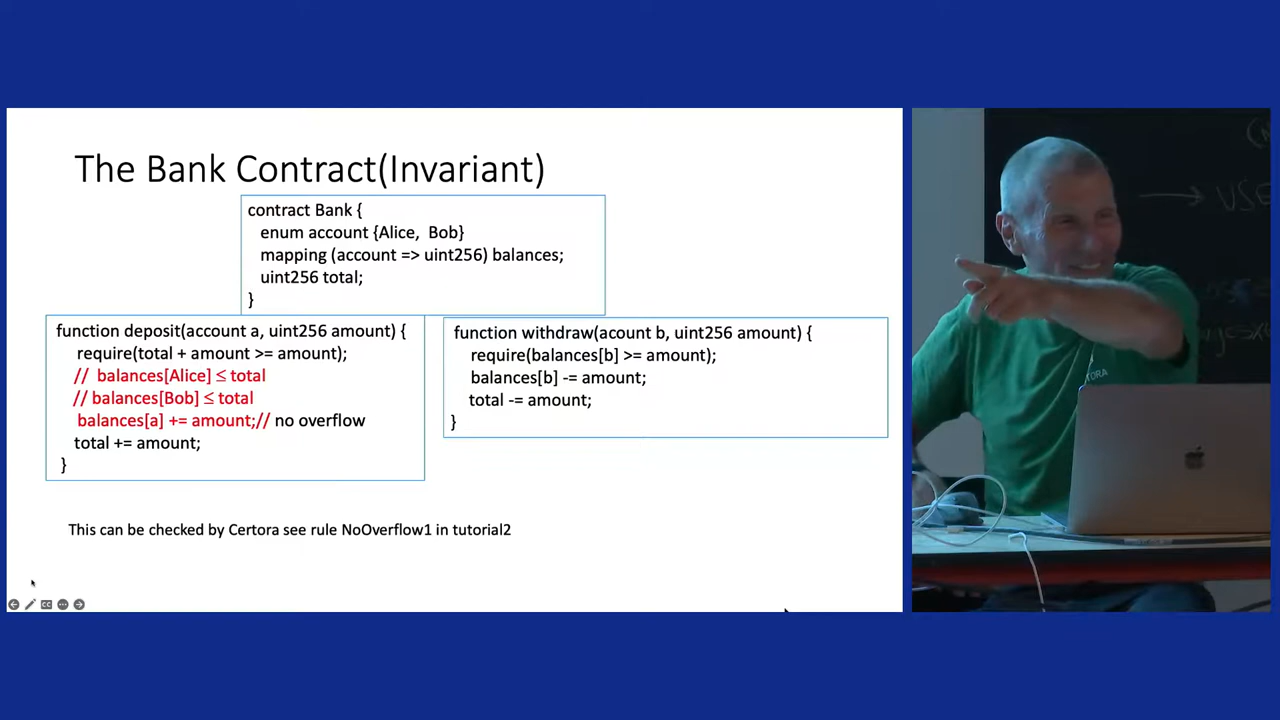 The Bank Contract(Invariant)
contract Bank {
enum account {Alice, Bob}
mapping (account => uint256) balances;
uint256 total;
}
function deposit(account a, uint256 amount) {
require(total + amount >= amount);
// balances[Alice] ≤ total
// balances[Bob] ≤ total
balances[a] += amount;// no overflow
total += amount;
}
function withdraw(acount b, uint256 amount) {
require(balances[b] >= amount);
balances[b] -= amount;
total -= amount;
}
This can be checked by Certora see rule NoOverflow1 in tutorial2
CC